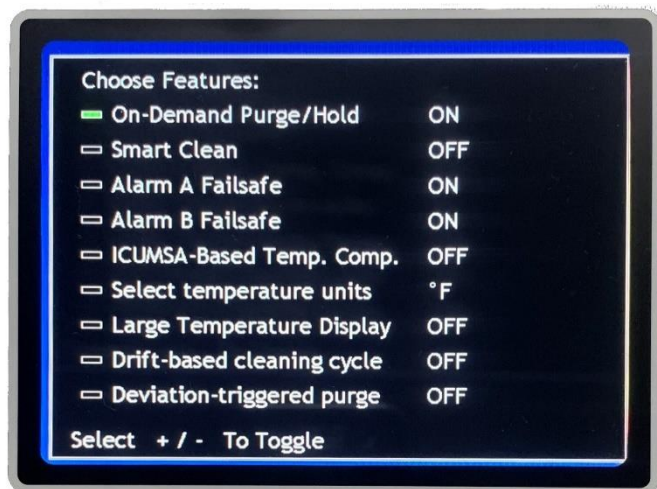 Choose Features:
On-Demand Purge/Hold ON
Smart Clean OFF
Alarm A Failsafe ON
Alarm B Failsafe ON
ICUMSA-Based Temp. Comp. OFF
Select temperature units °F
Large Temperature Display OFF
Drift-based cleaning cycle OFF
Deviation-triggered purge OFF
Select + / - To Toggle